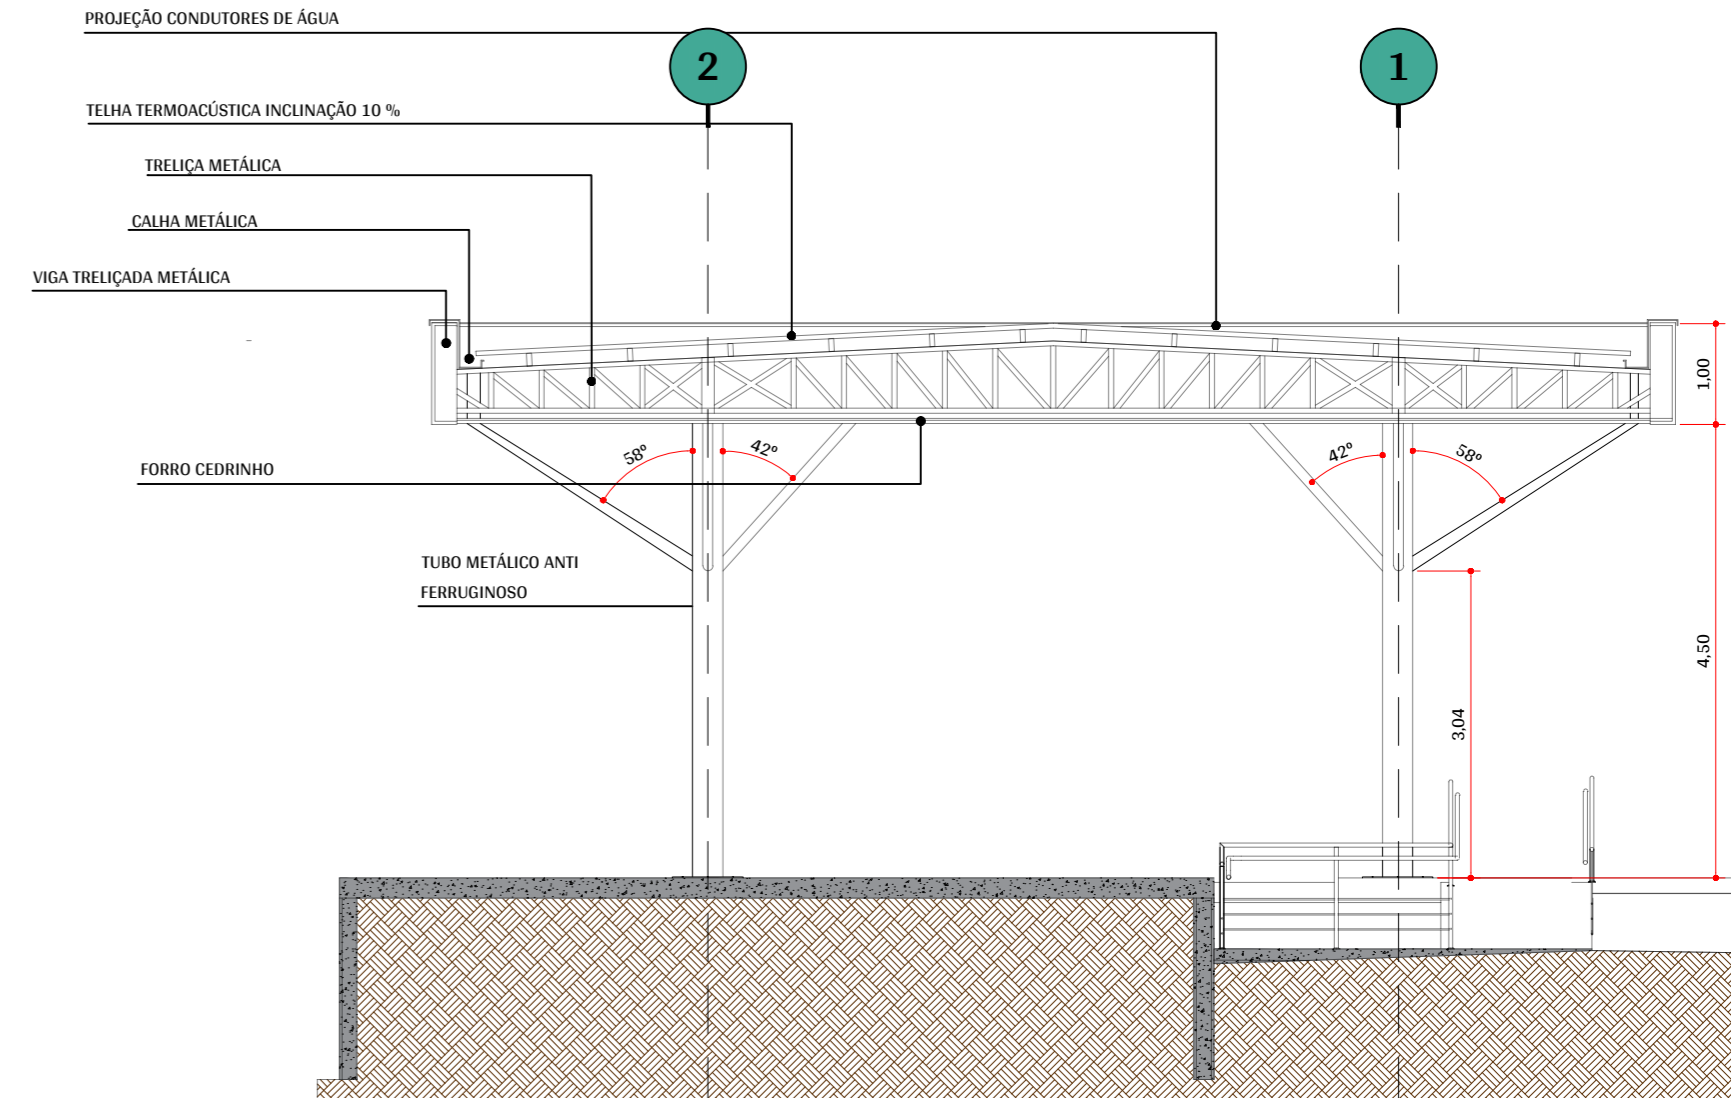 PROJEÇÃO CONDUTORES DE ÁGUA
2
1
TELHA TERMOACÚSTICA INCLINAÇÃO 10 %
TRELIÇA METÁLICA
CALHA METÁLICA
VIGA TRELIÇADA METÁLICA
1,00
58º
42º
42º
58º
FORRO CEDRINHO
TUBO METÁLICO ANTI
FERRUGINOSO
4,50
3,04